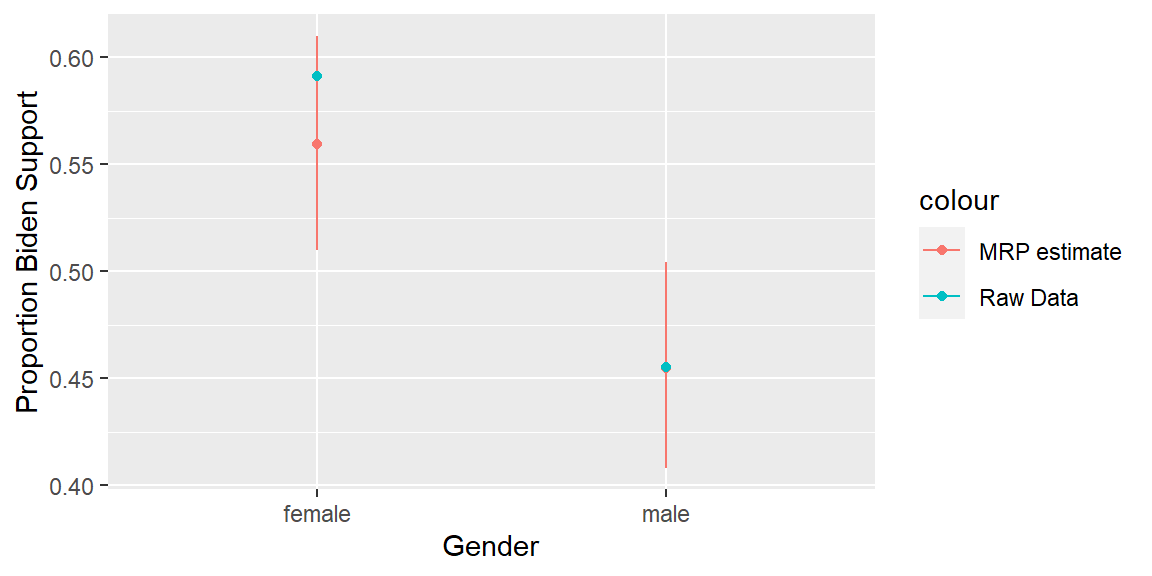 0.60
0.55
0.50
0.45
0.40
Proportion Biden Support
female
male
Gender
colour
MRP estimate
Raw Data